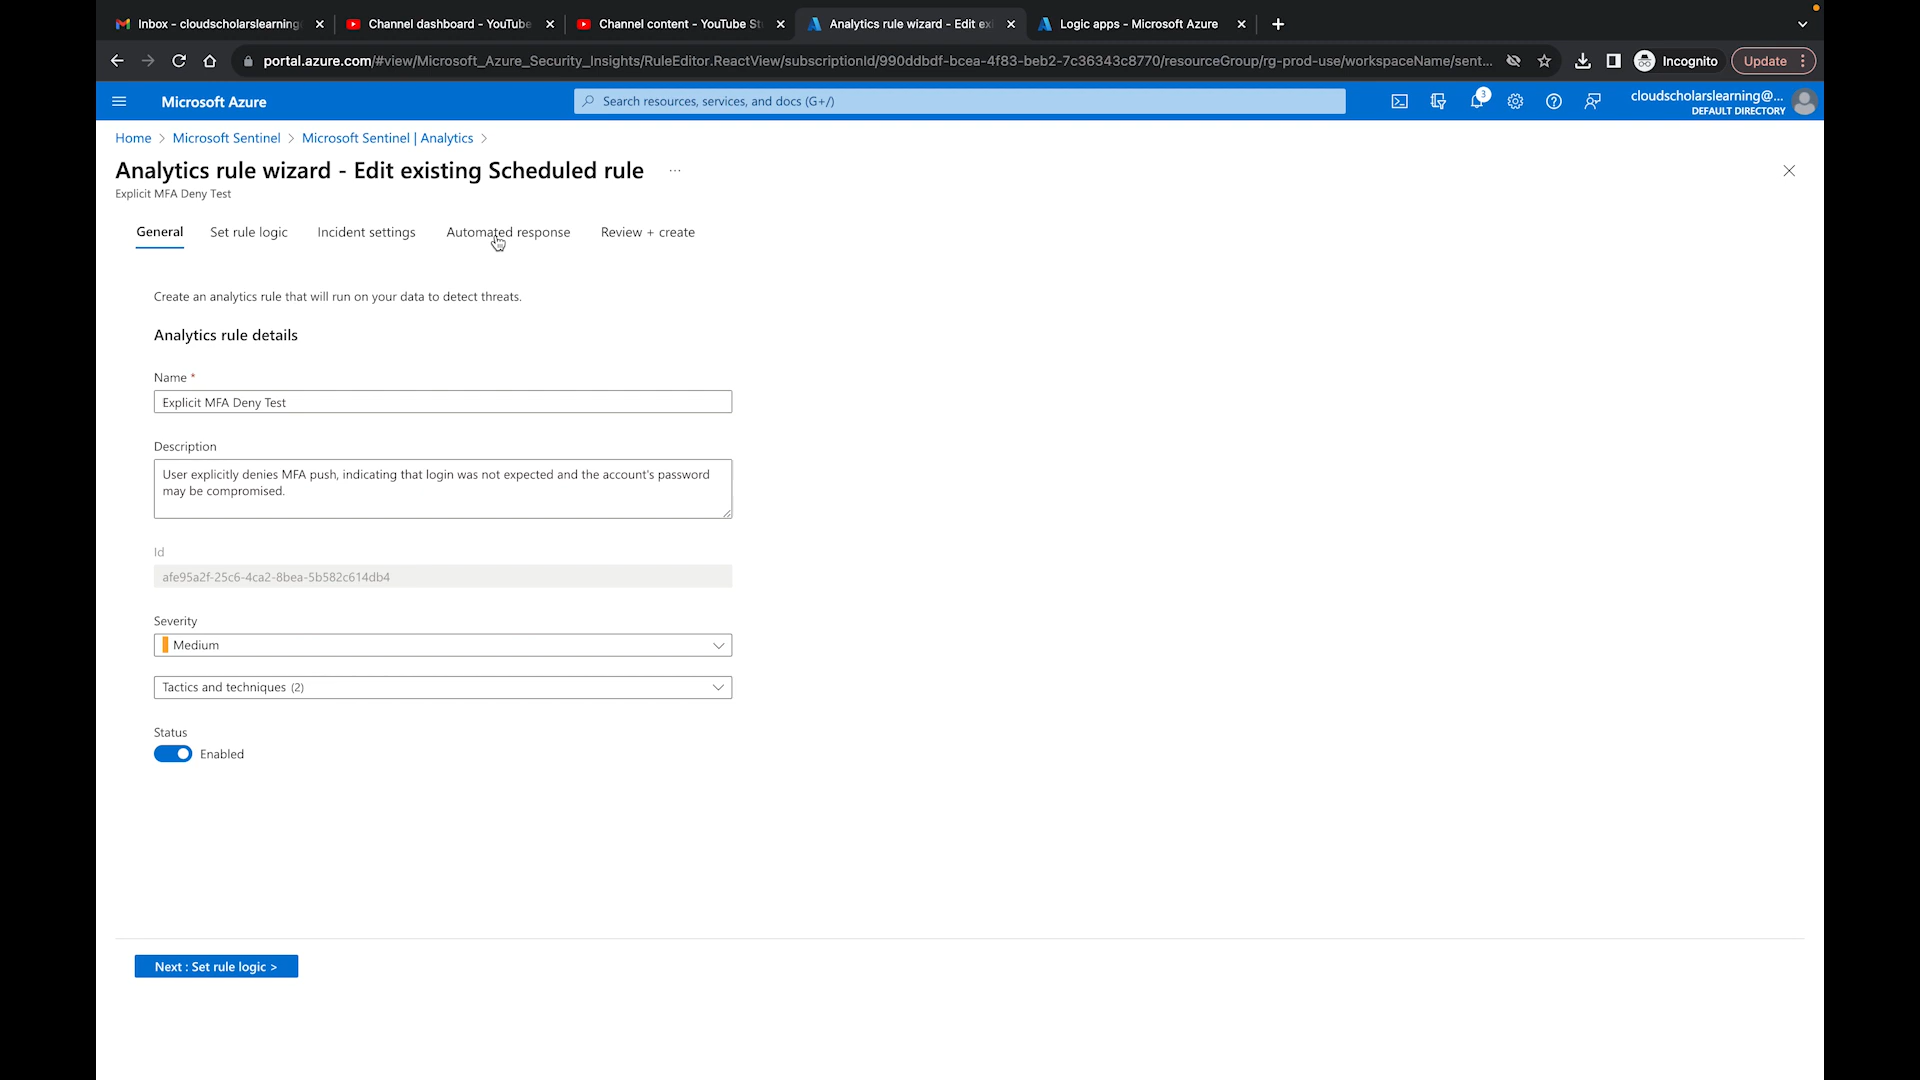 Inbox - cloudscholarslearning
Channel dashboard - YouTube
Channel content - YouTube St
Analytics rule wizard - Edit exi
Logic apps - Microsoft Azure
portal.azure.com/#view/Microsoft_Azure_Security_Insights/RuleEditor.ReactView/subscriptionId/990ddbdf-bcea-4f83-beb2-7c36343c8770/resourceGroup/rg-prod-use/workspaceName/sent...
Incognito
Update
Microsoft Azure
Search resources, services, and docs (G+/)
3
cloudscholarslearning@...
DEFAULT DIRECTORY
Home > Microsoft Sentinel > Microsoft Sentinel | Analytics >
Analytics rule wizard - Edit existing Scheduled rule ...
Explicit MFA Deny Test
General Set rule logic Incident settings Automated response Review + create
Create an analytics rule that will run on your data to detect threats.
Analytics rule details
Name *
Explicit MFA Deny Test
Description
User explicitly denies MFA push, indicating that login was not expected and the account's password
may be compromised.
Id
afe95a2f-25c6-4ca2-8bea-5b582c614db4
Severity
Medium
Tactics and techniques (2)
Status
Enabled
Next : Set rule logic >